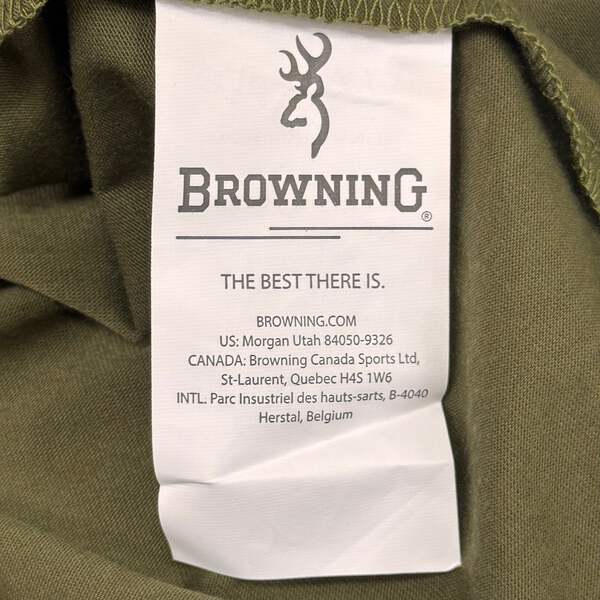 BROWNING®
THE BEST THERE IS.
BROWNING.COM
US: Morgan Utah 84050-9326
CANADA: Browning Canada Sports Ltd,
St-Laurent, Quebec H4S 1W6
INTL. Parc Insustriel des hauts-sarts, B-4040
Herstal, Belgium